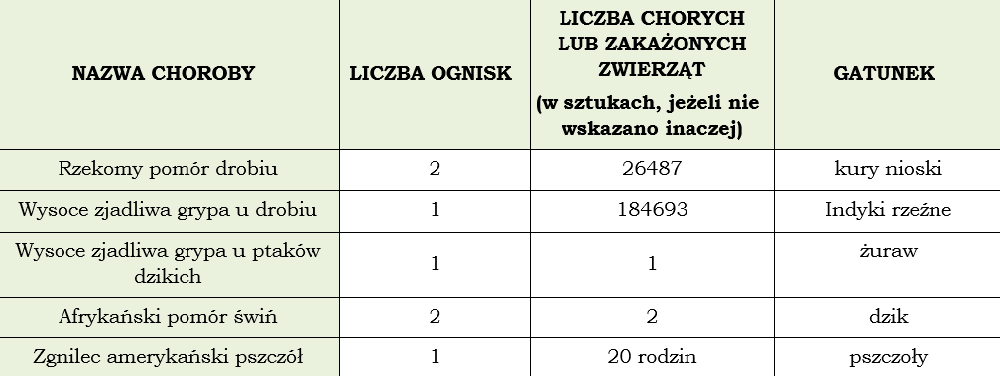 NAZWA CHOROBY
LICZBA OGNISK
LICZBA CHORYCH
LUB ZAKAŻONYCH
ZWIERZĄT
(w sztukach, jeżeli nie
wskazano inaczej)
GATUNEK
Rzekomy pomór drobiu
2
26487
kury nioski
Wysoce zjadliwa grypa u drobiu
1
184693
Indyki rzeźne
Wysoce zjadliwa grypa u ptaków
dzikich
1
1
żuraw
Afrykański pomór świń
2
2
dzik
Zgnilec amerykański pszczół
1
20 rodzin
pszczoły